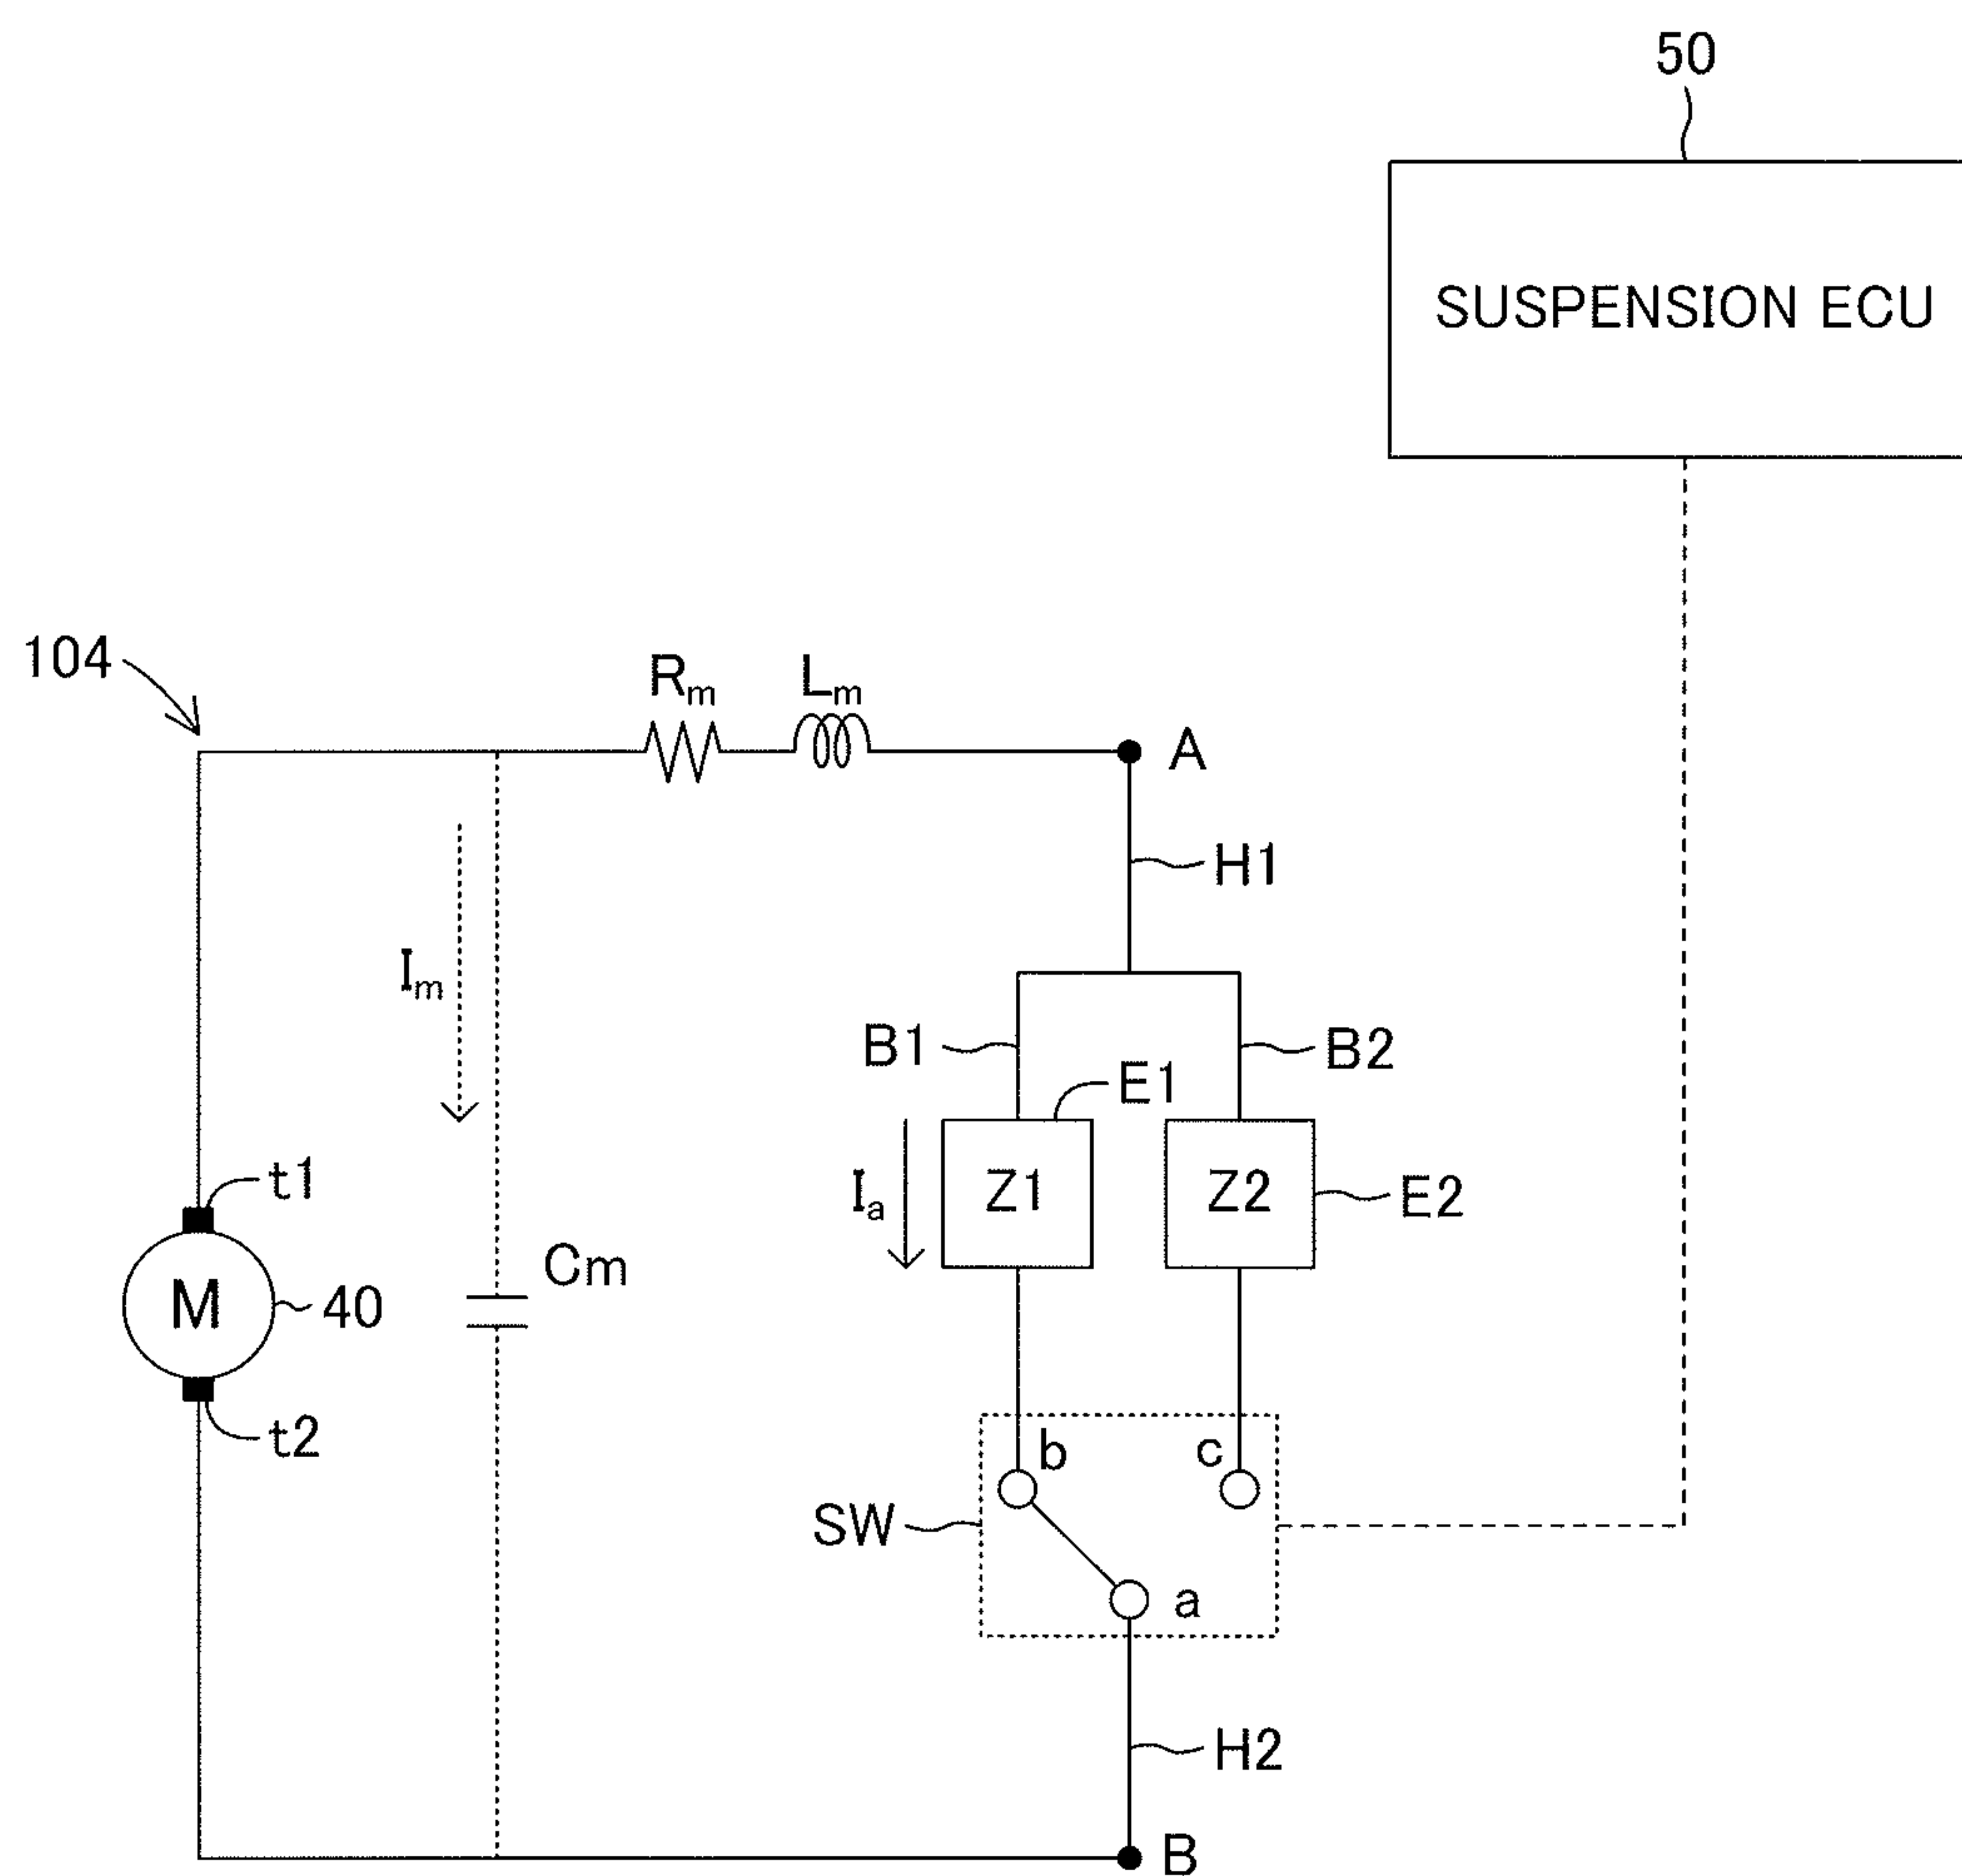 50
SUSPENSION ECU
104
Rm
Lm
A
H1
Im
B1
B2
E1
t1
Ia
Z1
Z2
E2
Cm
M
40
t2
b
c
SW
a
H2
B